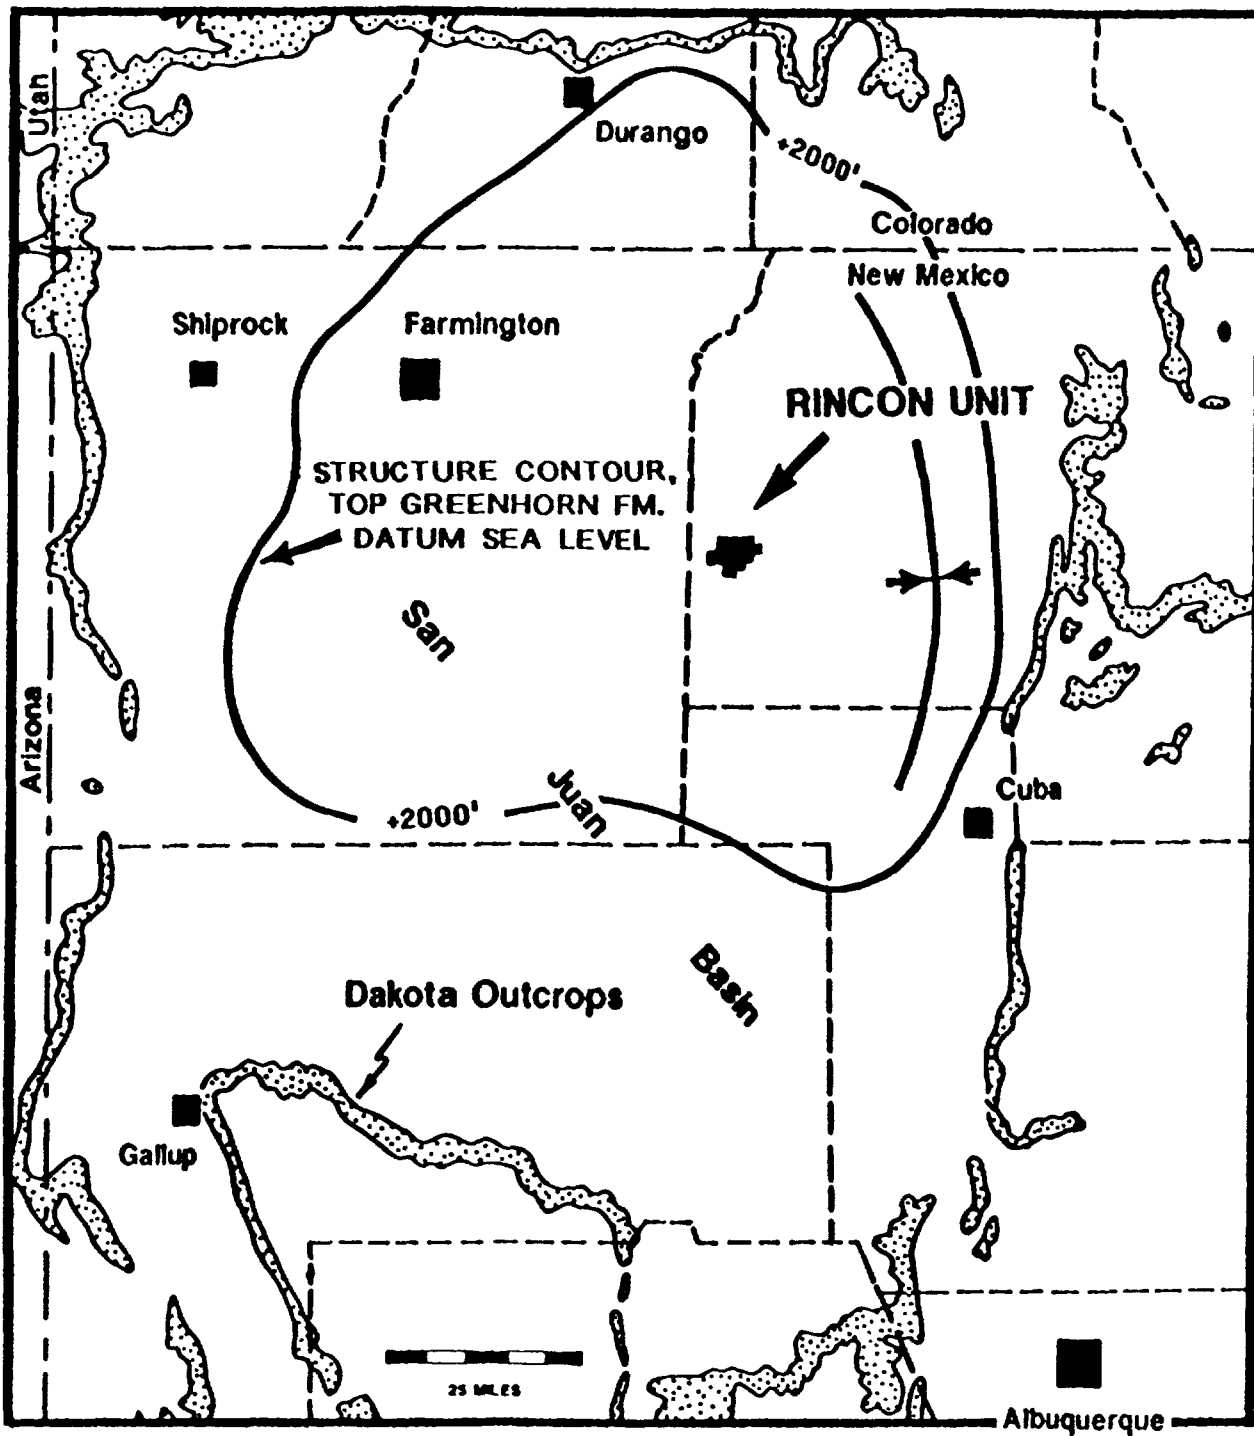 Utah
Durango
+2000'
Colorado
New Mexico
Shiprock
Farmington
RINCON UNIT
STRUCTURE CONTOUR,
TOP GREENHORN FM.
DATUM SEA LEVEL
San
Arizona
Juan
Cuba
+2000'
Basin
Dakota Outcrops
Gallup
25 MILES
Albuquerque